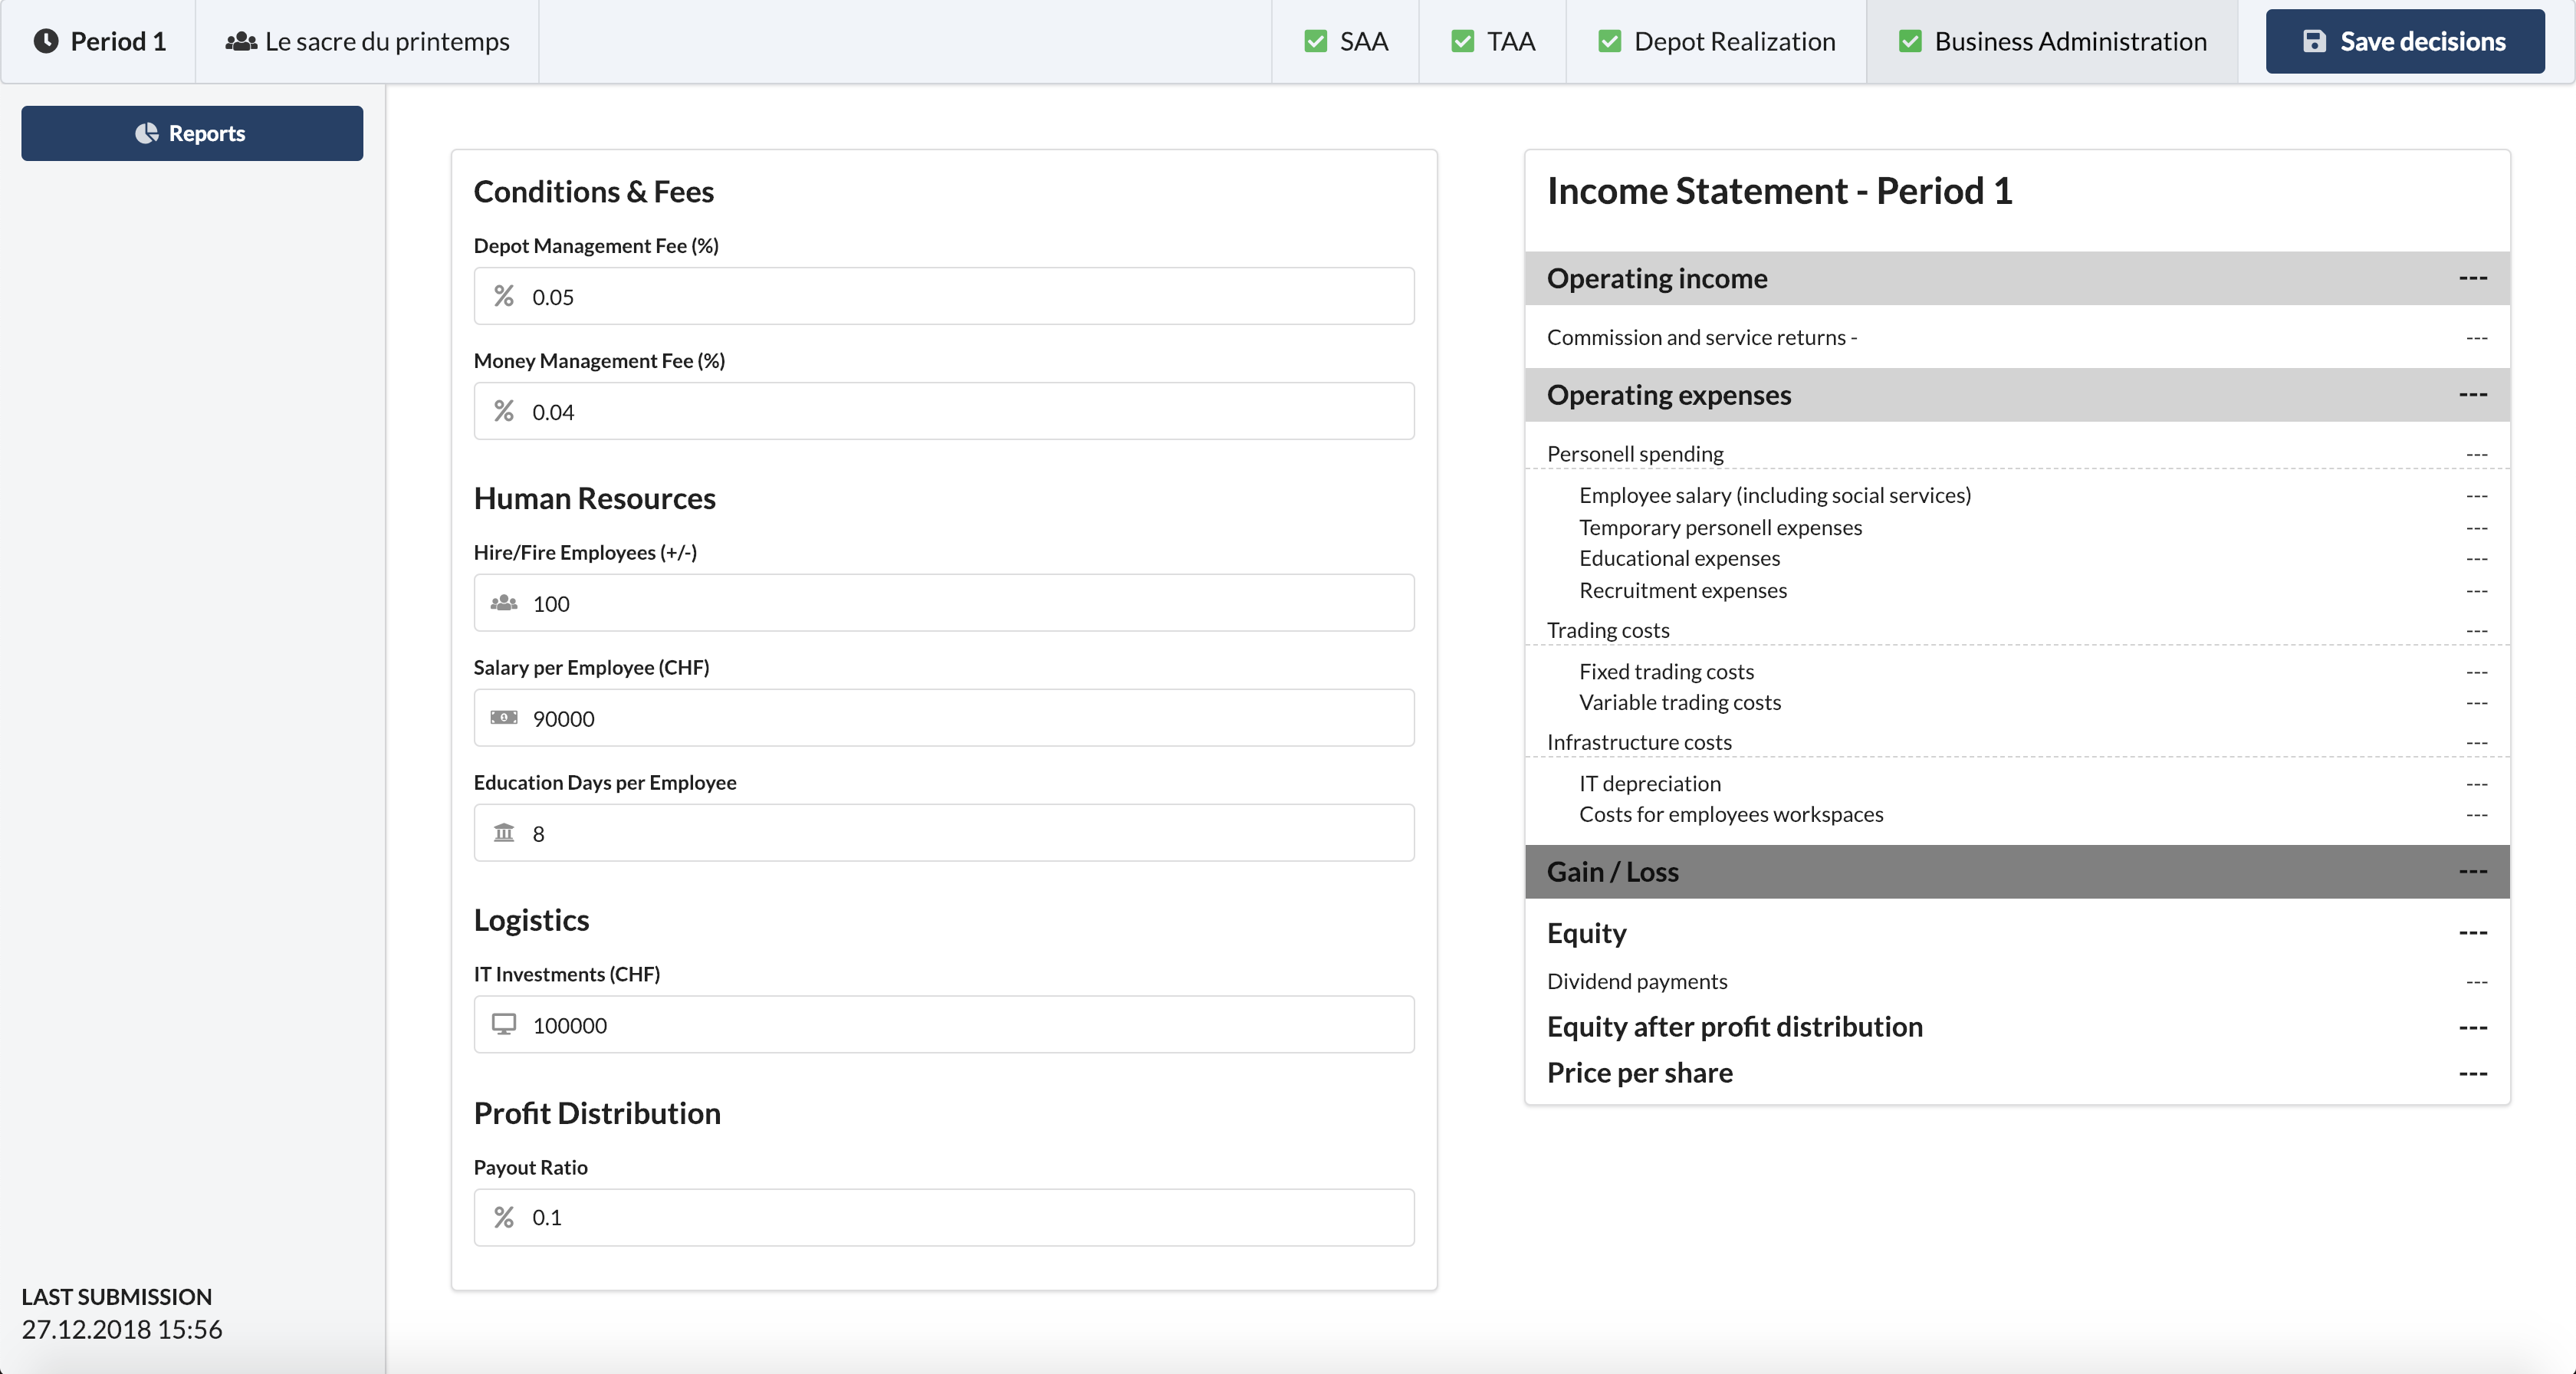 Period 1
Le sacre du printemps
SAA
TAA
Depot Realization
Business Administration
Save decisions
Reports
LAST SUBMISSION
27.12.2018 15:56
Conditions & Fees
Depot Management Fee (%)
% 0.05
Money Management Fee (%)
% 0.04
Human Resources
Hire/Fire Employees (+/-)
100
Salary per Employee (CHF)
90000
Education Days per Employee
8
Logistics
IT Investments (CHF)
100000
Profit Distribution
Payout Ratio
% 0.1
Income Statement - Period 1
Operating income ---
Commission and service returns - ---
Operating expenses ---
Personell spending ---
Employee salary (including social services) ---
Temporary personell expenses ---
Educational expenses ---
Recruitment expenses ---
Trading costs ---
Fixed trading costs ---
Variable trading costs ---
Infrastructure costs ---
IT depreciation ---
Costs for employees workspaces ---
Gain / Loss ---
Equity ---
Dividend payments ---
Equity after profit distribution ---
Price per share ---